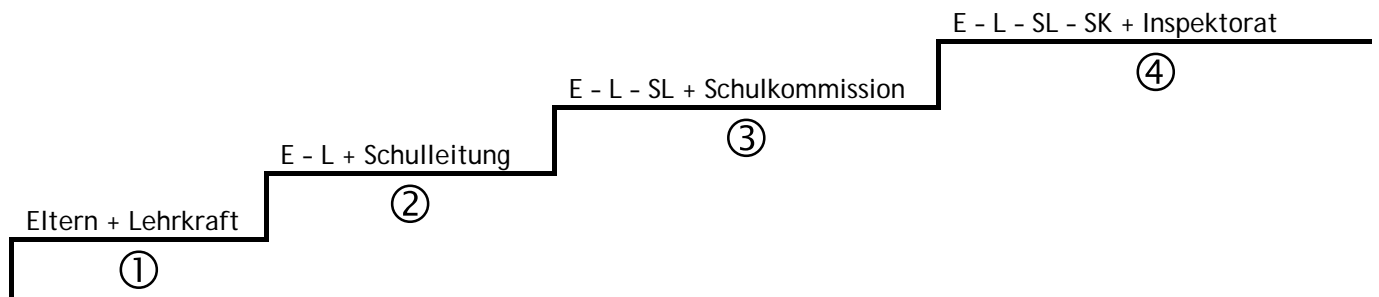 E – L – SL – SK + Inspektorat
④
E – L – SL + Schulkommission
③
E – L + Schulleitung
②
Eltern + Lehrkraft
①